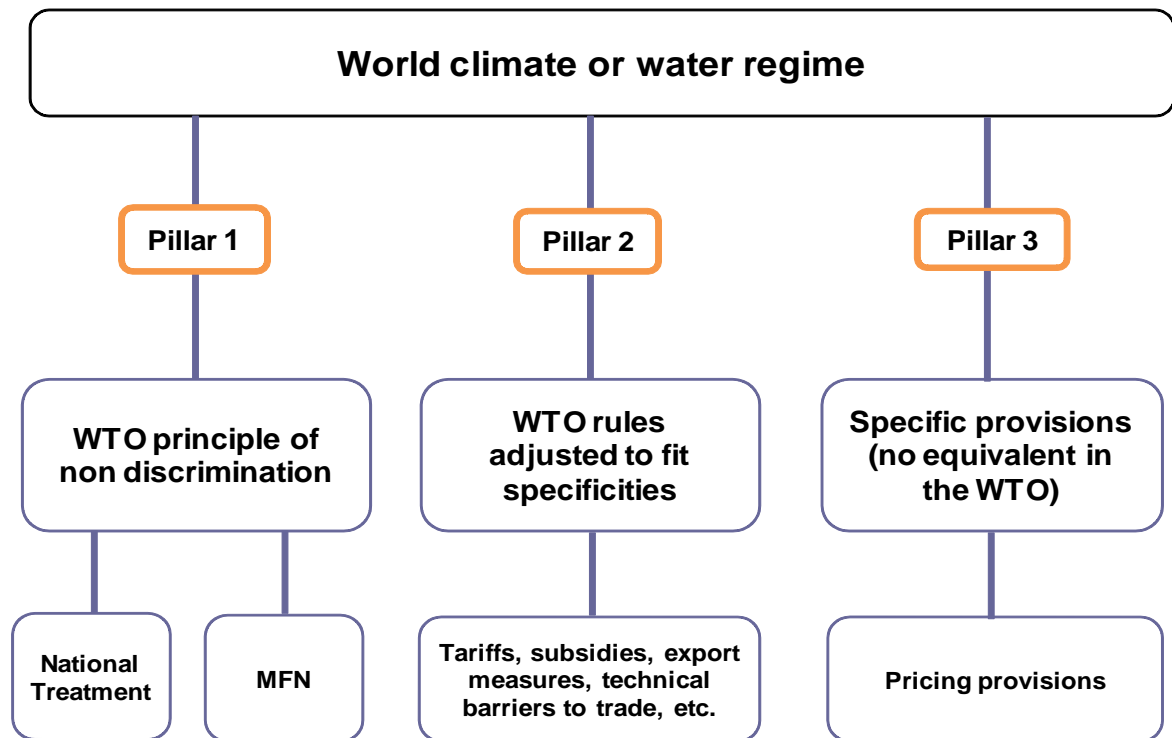 World climate or water regime
Pillar 1
Pillar 2
Pillar 3
WTO principle of
non discrimination
WTO rules
adjusted to fit
specificities
Specific provisions
(no equivalent in
the WTO)
National
Treatment
MFN
Tariffs, subsidies, export
measures, technical
barriers to trade, etc.
Pricing provisions